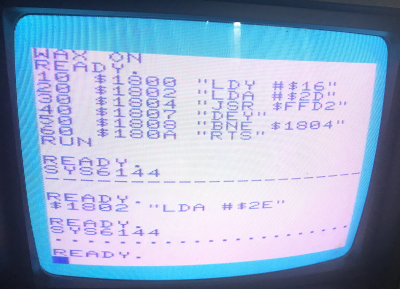 WAX ON
READY.
10 $1800 "LDY #$16"
20 $1802 "LDA #$2D"
30 $1804 "JSR $FFD2"
40 $1807 "DEY"
50 $1808 "BNE $1804"
60 $180A "RTS"
RUN
READY.
SYS6144
----------------------
READY.
$1802 "LDA #$2E"
READY.
SYS6144
......................
READY.